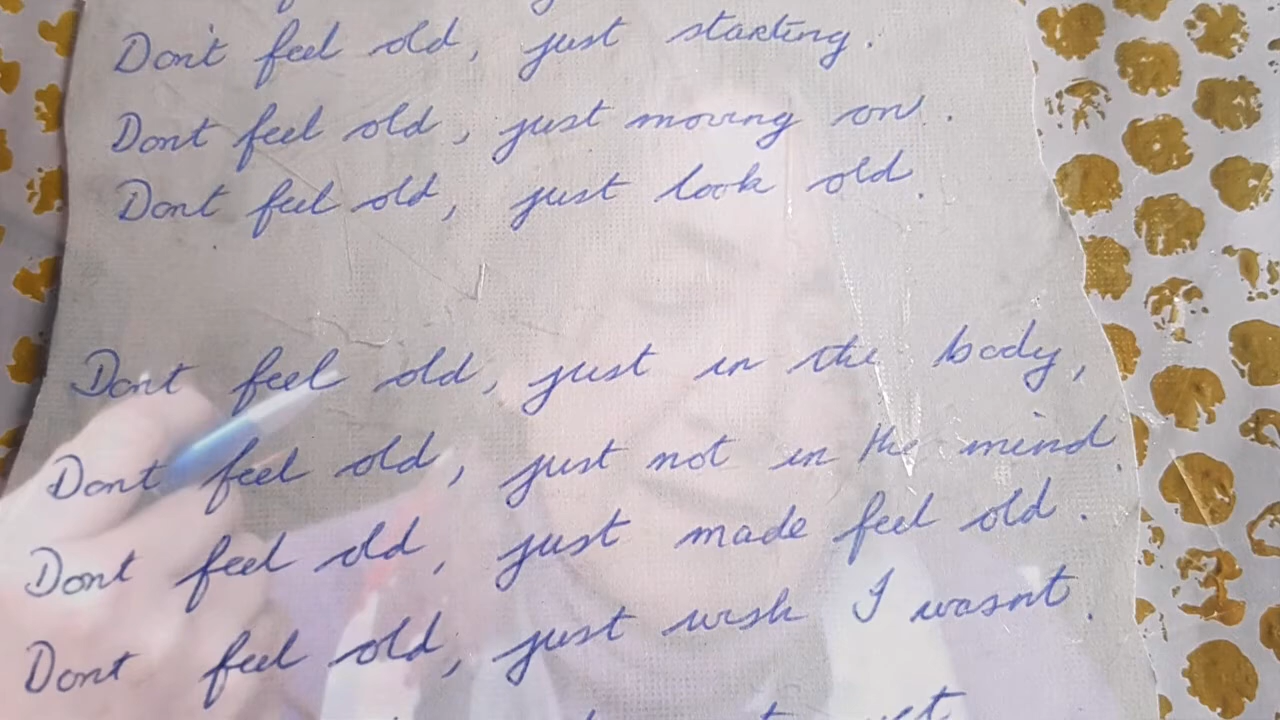 Don't feel old, just starting.
Dont feel old, just moving on.
Dont feel old, just look old.
Dont feel old, just in the body,
Dont feel old, just not in the mind.
Dont feel old, just made feel old.
Dont feel old, just wish I wasnt.
yet